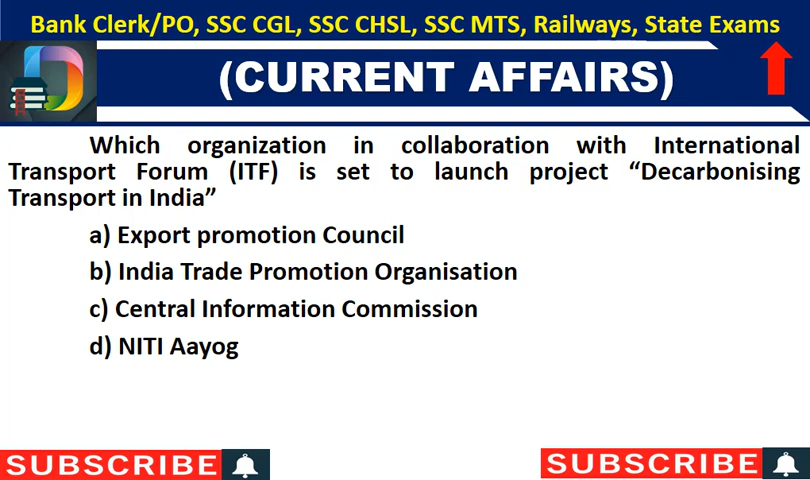 Bank Clerk/PO, SSC CGL, SSC CHSL, SSC MTS, Railways, State Exams
(CURRENT AFFAIRS)
Which organization in collaboration with International
Transport Forum (ITF) is set to launch project “Decarbonising
Transport in India”
a) Export promotion Council
b) India Trade Promotion Organisation
c) Central Information Commission
d) NITI Aayog
SUBSCRIBE
SUBSCRIBE